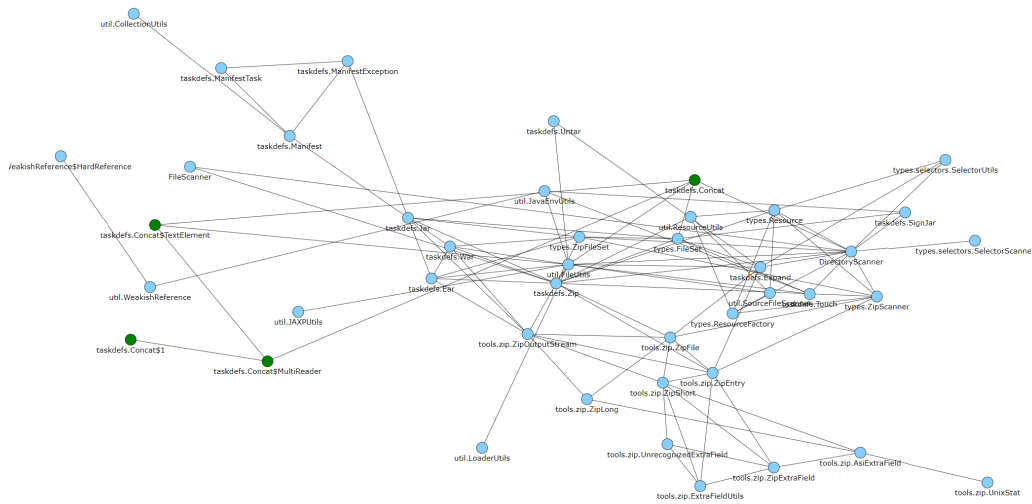 util.CollectionUtils
taskdefs.ManifestException
taskdefs.ManifestTask
taskdefs.Untar
taskdefs.Manifest
/eakishReference$HardReference
FileScanner
types.selectors.SelectorUtils
taskdefs.Concat
util.JavaEnvUtils
types.Resource
taskdefs.SignJar
taskdefs.Concat$TextElement
taskdefs.Jar
util.ResourceUtils
types.ZipFileSet
types.FileSet
types.selectors.SelectorScanne
taskdefs.War
DirectoryScanner
util.FileUtils
taskdefs.Expand
taskdefs.Ear
taskdefs.Zip
util.WeakishReference
util.SourceFileScanner
taskdefs.Touch
types.ZipScanner
util.JAXPUtils
types.ResourceFactory
tools.zip.ZipOutputStream
tools.zip.ZipFile
taskdefs.Concat$1
taskdefs.Concat$MultiReader
tools.zip.ZipEntry
tools.zip.ZipShort
tools.zip.ZipLong
util.LoaderUtils
tools.zip.UnrecognizedExtraField
tools.zip.AsiExtraField
tools.zip.ZipExtraField
tools.zip.ExtraFieldUtils
tools.zip.UnixStat